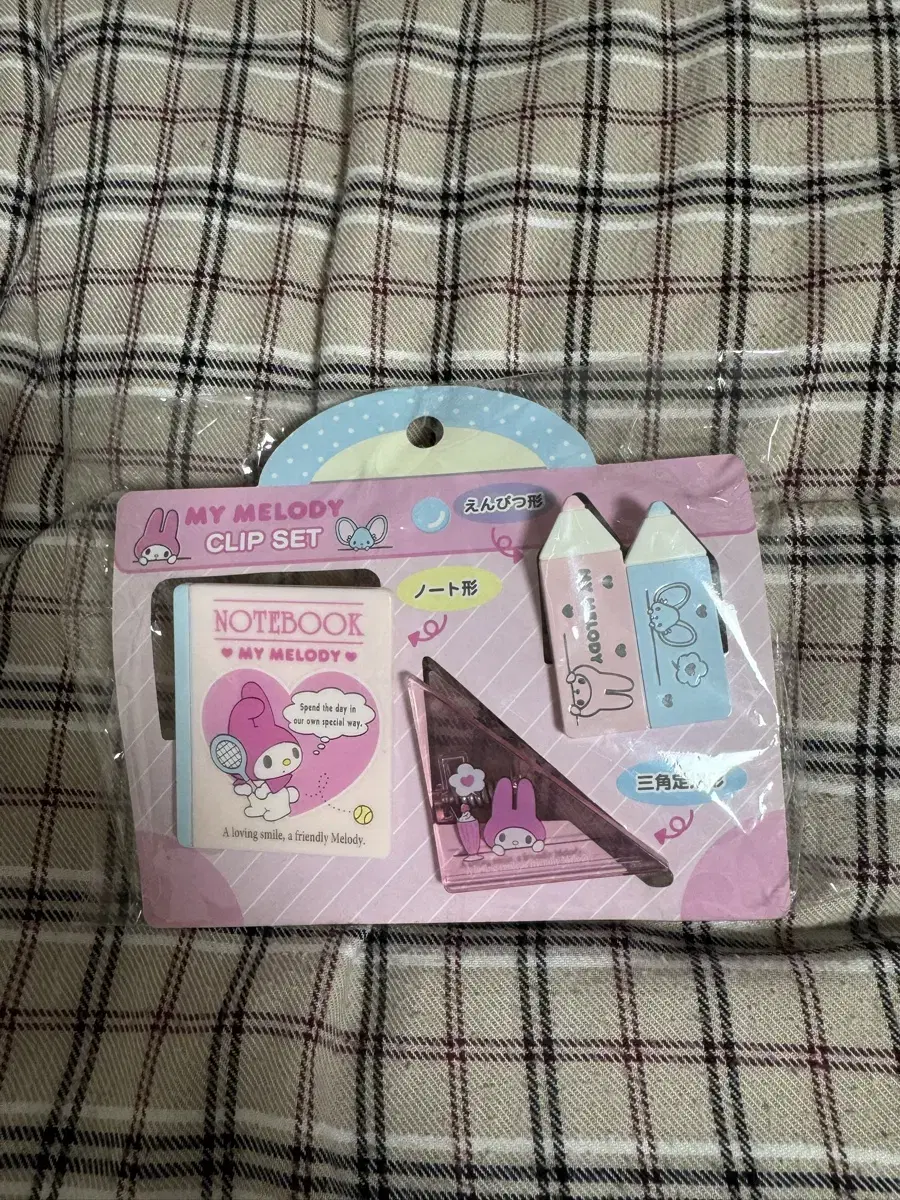 MY MELODY
CLIP SET
えんぴつ形
ノート形
NOTEBOOK
MY MELODY
Spend the day in
our own special way.
A loving smile, a friendly Melody.
MY MELODY
三角定